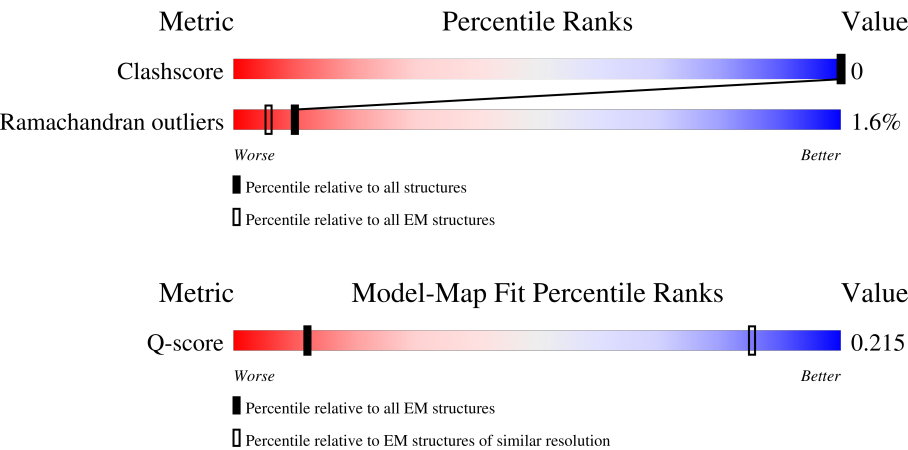 Metric Percentile Ranks Value
Clashscore 0
Ramachandran outliers 1.6%
Worse Better
Percentile relative to all structures
Percentile relative to all EM structures
Metric Model-Map Fit Percentile Ranks Value
Q-score 0.215
Worse Better
Percentile relative to all EM structures
Percentile relative to EM structures of similar resolution